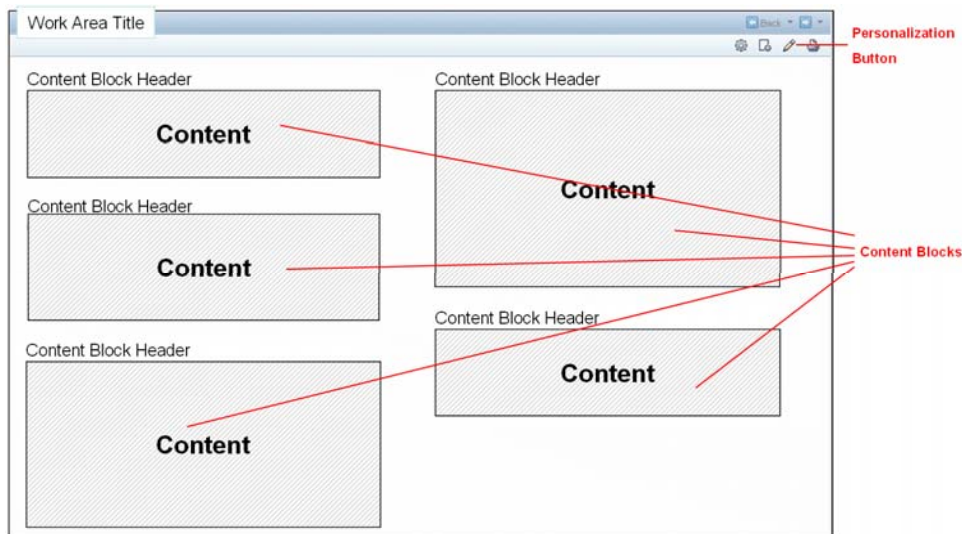 Work Area Title
Back
Personalization
Button
Content Block Header
Content
Content Block Header
Content
Content Block Header
Content
Content Block Header
Content
Content Block Header
Content
Content Blocks